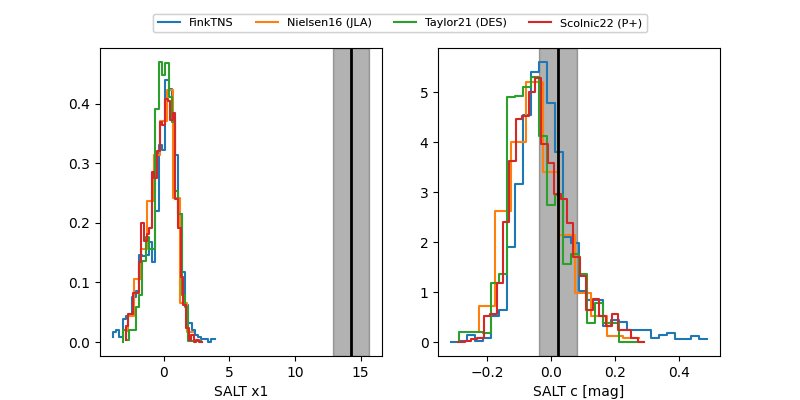 FinkTNS Nielsen16 (JLA) Taylor21 (DES) Scolnic22 (P+)
0.4
0.3
0.2
0.1
0.0
0 5 10 15
SALT x1
5
4
3
2
1
0
−0.2 0.0 0.2 0.4
SALT c [mag]